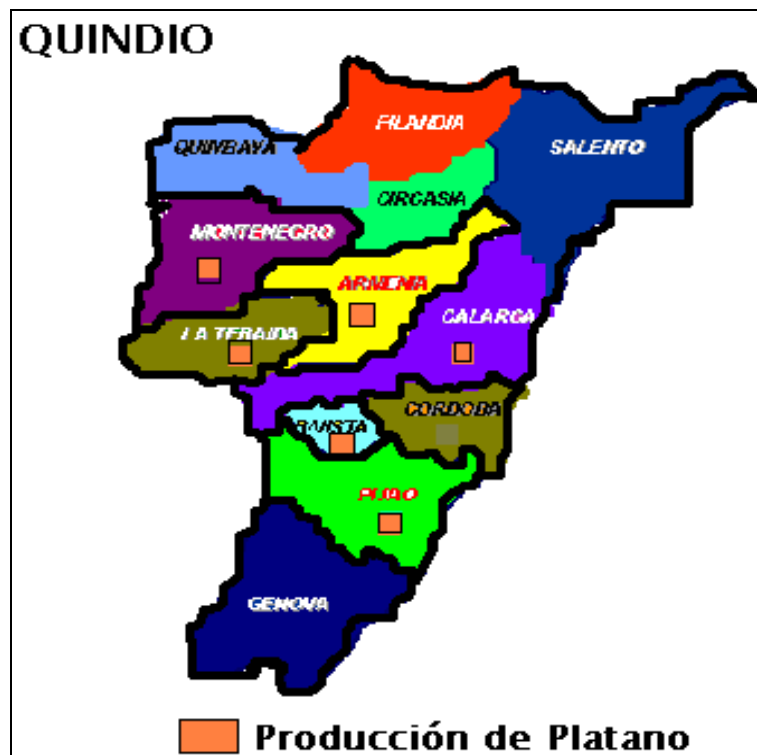 QUINDIO
FILANDIA
QUIMBAYA
SALENTO
CIRCASIA
MONTENEGRO
ARMENIA
CALARCA
LA TEBAIDA
CORDOBA
PIJAO
GENOVA
Producción de Platano